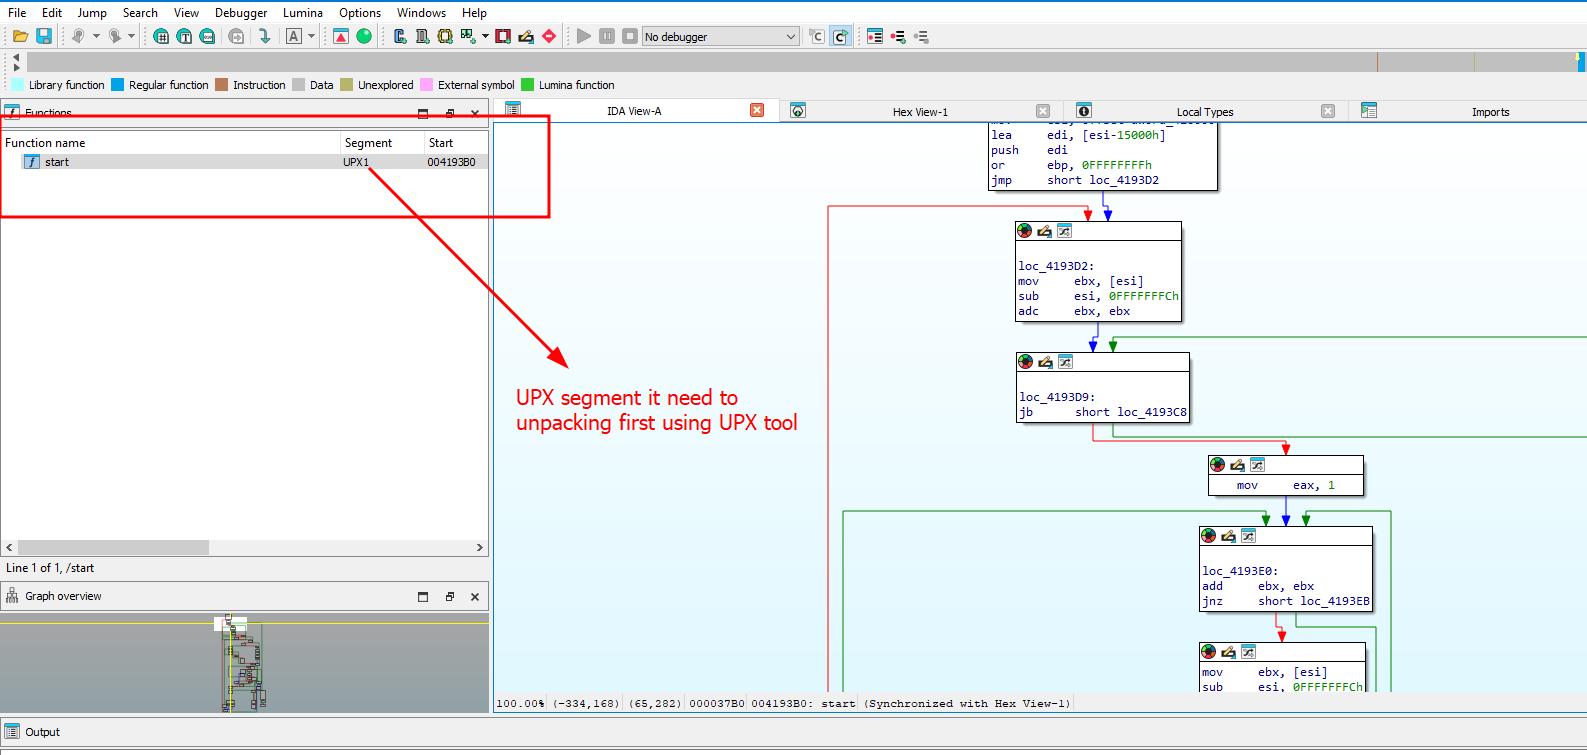 File Edit Jump Search View Debugger Lumina Options Windows Help
No debugger
Library function Regular function Instruction Data Unexplored External symbol Lumina function
Functions
IDA View-A
Hex View-1
Local Types
Imports
Function name Segment Start
start UPX1 004193B0
lea edi, [esi-15000h]
push edi
or ebp, 0FFFFFFFFh
jmp short loc_4193D2
loc_4193D2:
mov ebx, [esi]
sub esi, 0FFFFFFFCh
adc ebx, ebx
loc_4193D9:
jb short loc_4193C8
UPX segment it need to
unpacking first using UPX tool
mov eax, 1
loc_4193E0:
add ebx, ebx
jnz short loc_4193EB
mov ebx, [esi]
sub esi, 0FFFFFFFCh
Line 1 of 1, /start
Graph overview
100.00% (-334,168) (65,282) 000037B0 004193B0: start (Synchronized with Hex View-1)
Output